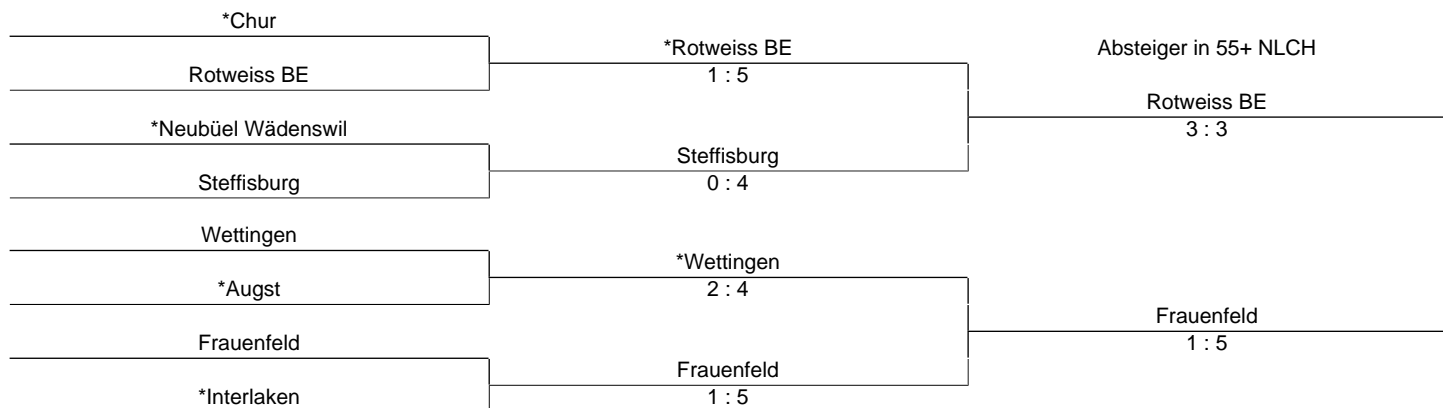 *Chur
Rotweiss BE
*Neubüel Wädenswil
Steffisburg
Wettingen
*Augst
Frauenfeld
*Interlaken
*Rotweiss BE
1 : 5
Steffisburg
0 : 4
*Wettingen
2 : 4
Frauenfeld
1 : 5
Absteiger in 55+ NLCH
Rotweiss BE
3 : 3
Frauenfeld
1 : 5